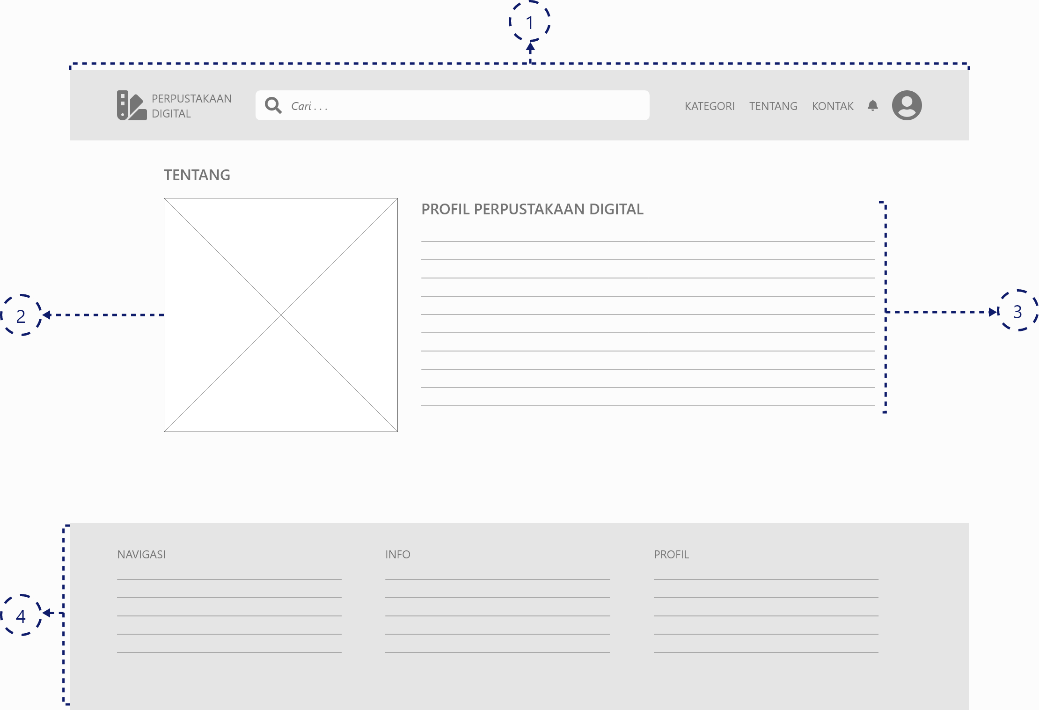 1
PERPUSTAKAAN
DIGITAL
Cari . . .
KATEGORI TENTANG KONTAK
TENTANG
PROFIL PERPUSTAKAAN DIGITAL
2
3
NAVIGASI INFO PROFIL
4